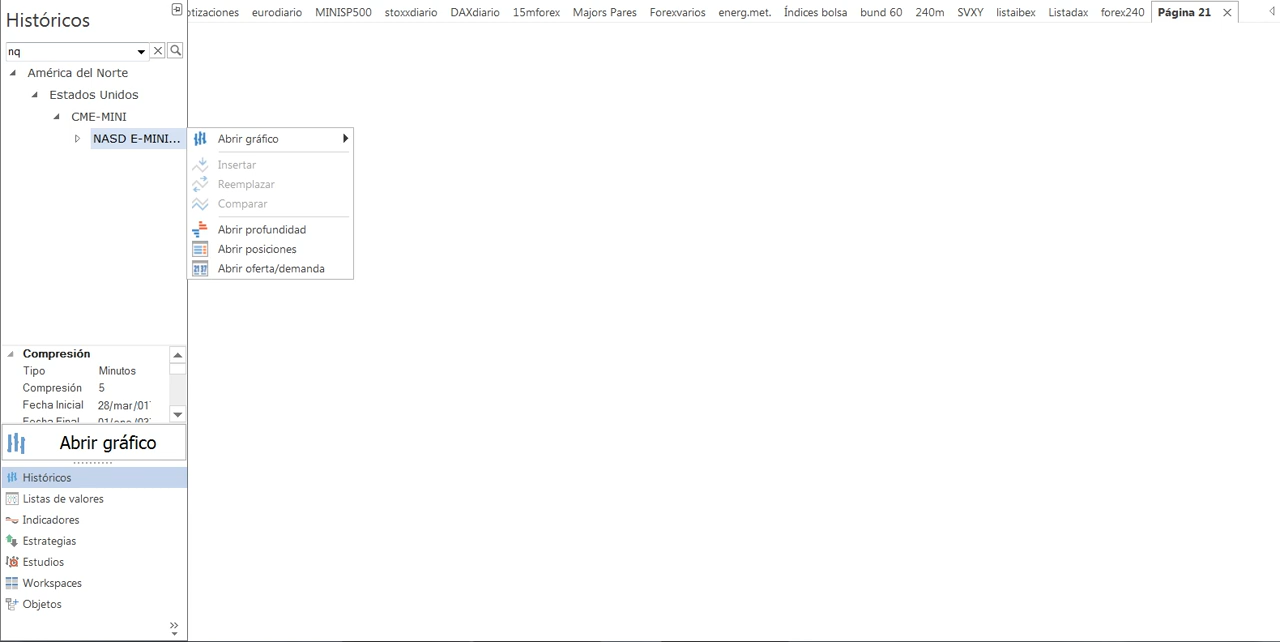 Históricos
otizaciones eurodiario MINISP500 stoxxdiario DAXdiario 15mforex Majors Pares Forexvarios energ.met. Índices bolsa bund 60 240m SVXY listaibex Listadax forex240 Página 21
nq
América del Norte
Estados Unidos
CME-MINI
NASD E-MINI...
Abrir gráfico
Insertar
Reemplazar
Comparar
Abrir profundidad
Abrir posiciones
Abrir oferta/demanda
Compresión
Tipo Minutos
Compresión 5
Fecha Inicial 28/mar/01
Fecha Final
Abrir gráfico
Históricos
Listas de valores
Indicadores
Estrategias
Estudios
Workspaces
Objetos